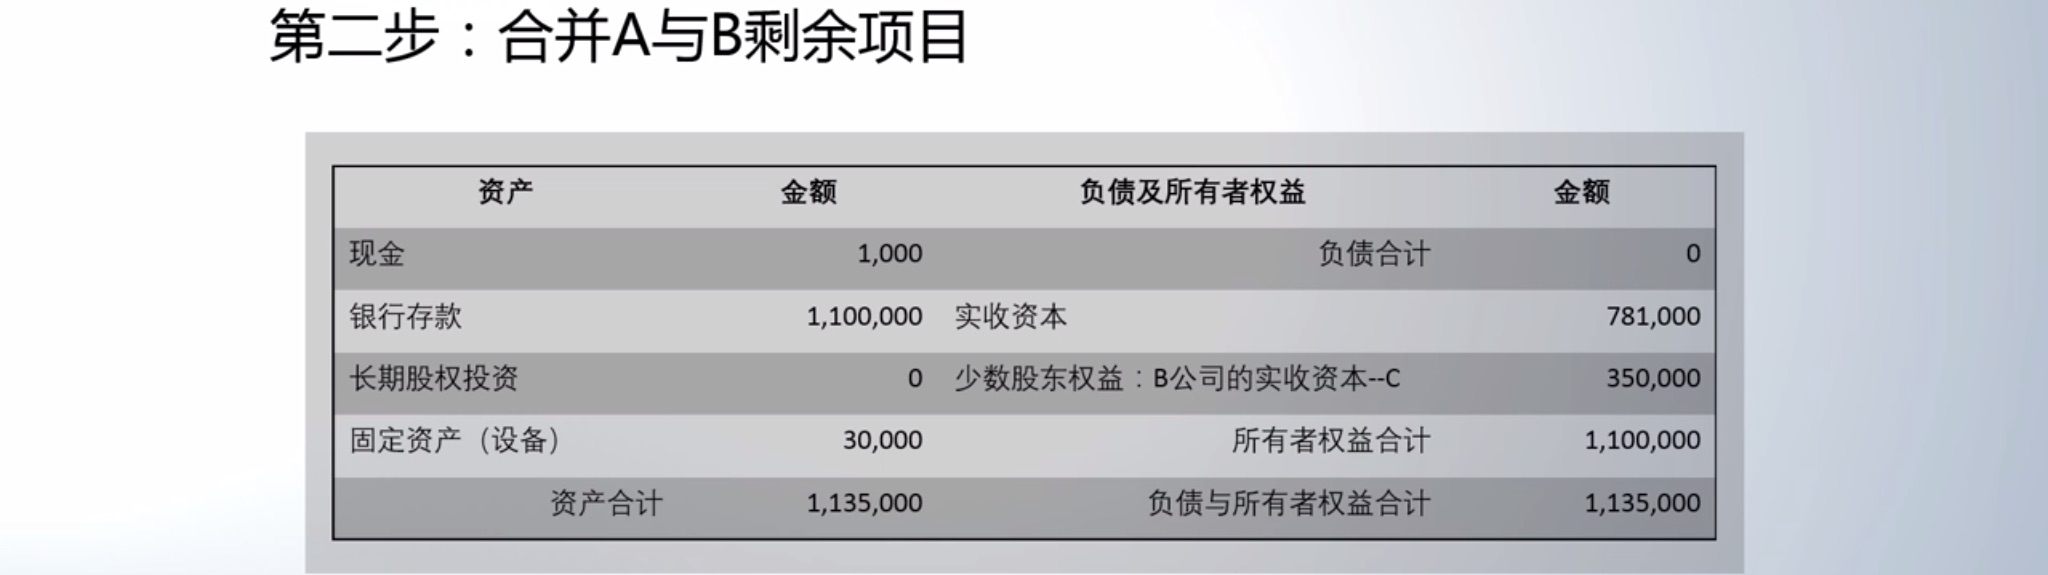 第二步：合并A与B剩余项目
资产 金额 负债及所有者权益 金额
现金 1,000 负债合计 0
银行存款 1,100,000 实收资本 781,000
长期股权投资 0 少数股东权益：B公司的实收资本--C 350,000
固定资产（设备） 30,000 所有者权益合计 1,100,000
资产合计 1,135,000 负债与所有者权益合计 1,135,000